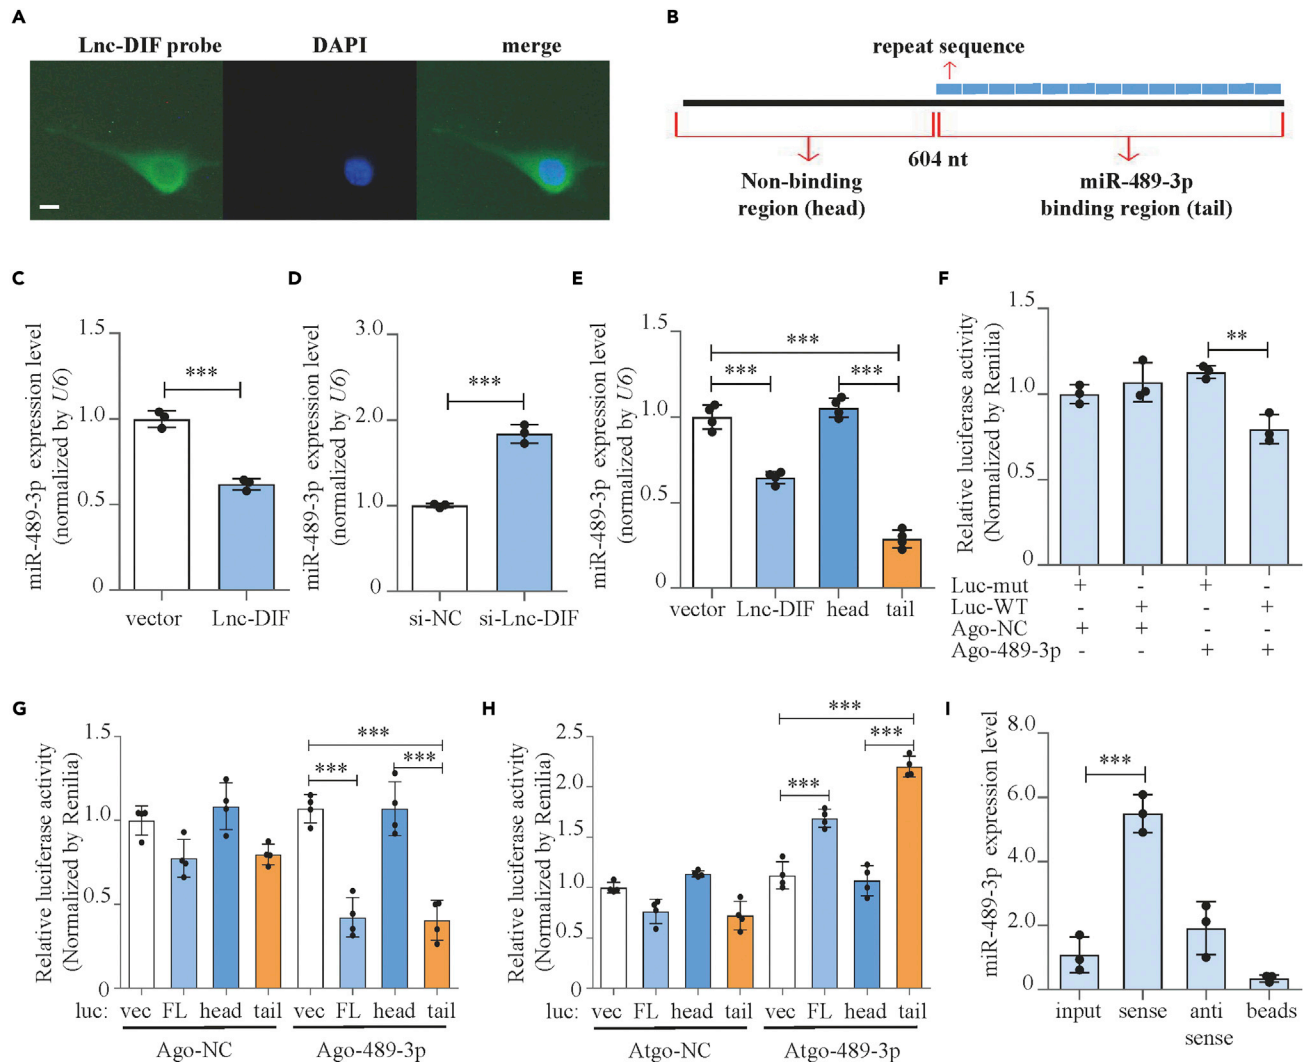 A
Lnc-DIF probe DAPI merge
B
repeat sequence
604 nt
Non-binding
region (head)
miR-489-3p
binding region (tail)
C
miR-489-3p expression level
(normalized by U6)
1.5
1.0
0.5
0
***
vector Lnc-DIF
D
miR-489-3p expression level
(normalized by U6)
3.0
2.0
1.0
0
***
si-NC si-Lnc-DIF
E
miR-489-3p expression level
(normalized by U6)
1.5
1.0
0.5
0
***
*** ***
vector Lnc-DIF head tail
F
Relative luciferase activity
(Normalized by Renilia)
1.5
1.0
0.5
0
**
Luc-mut + - + -
Luc-WT - + - +
Ago-NC + + - -
Ago-489-3p - - + +
G
Relative luciferase activity
(Normalized by Renilia)
1.5
1.0
0.5
0
***
*** ***
luc: vec FL head tail vec FL head tail
Ago-NC Ago-489-3p
H
Relative luciferase activity
(Normalized by Renilia)
2.5
2.0
1.5
1.0
0.5
0
***
***
***
luc: vec FL head tail vec FL head tail
Atgo-NC Atgo-489-3p
I
miR-489-3p expression level
8.0
6.0
4.0
2.0
0
***
input sense anti beads
sense